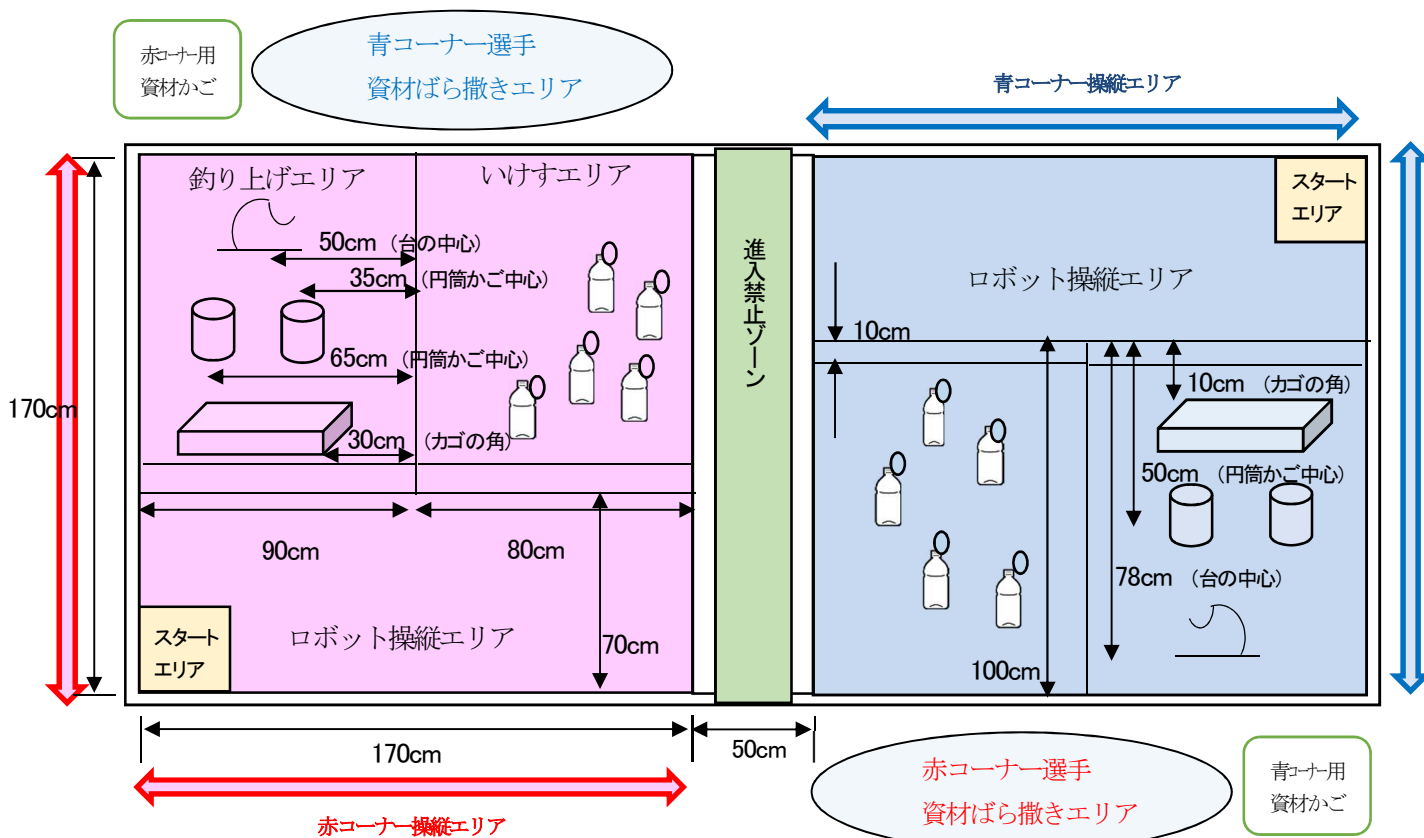 赤コーナー用
資材かご
青コーナー選手
資材ばら撒きエリア
青コーナー操縦エリア
釣り上げエリア
いけすエリア
スタート
エリア
50cm (台の中心)
35cm (円筒かご中心)
進入禁止ゾーン
ロボット操縦エリア
10cm
65cm (円筒かご中心)
10cm (カゴの角)
170cm
30cm (カゴの角)
50cm (円筒かご中心)
90cm
80cm
78cm (台の中心)
スタート
エリア
ロボット操縦エリア
70cm
100cm
170cm
50cm
赤コーナー選手
資材ばら撒きエリア
青コーナー用
資材かご
赤コーナー操縦エリア